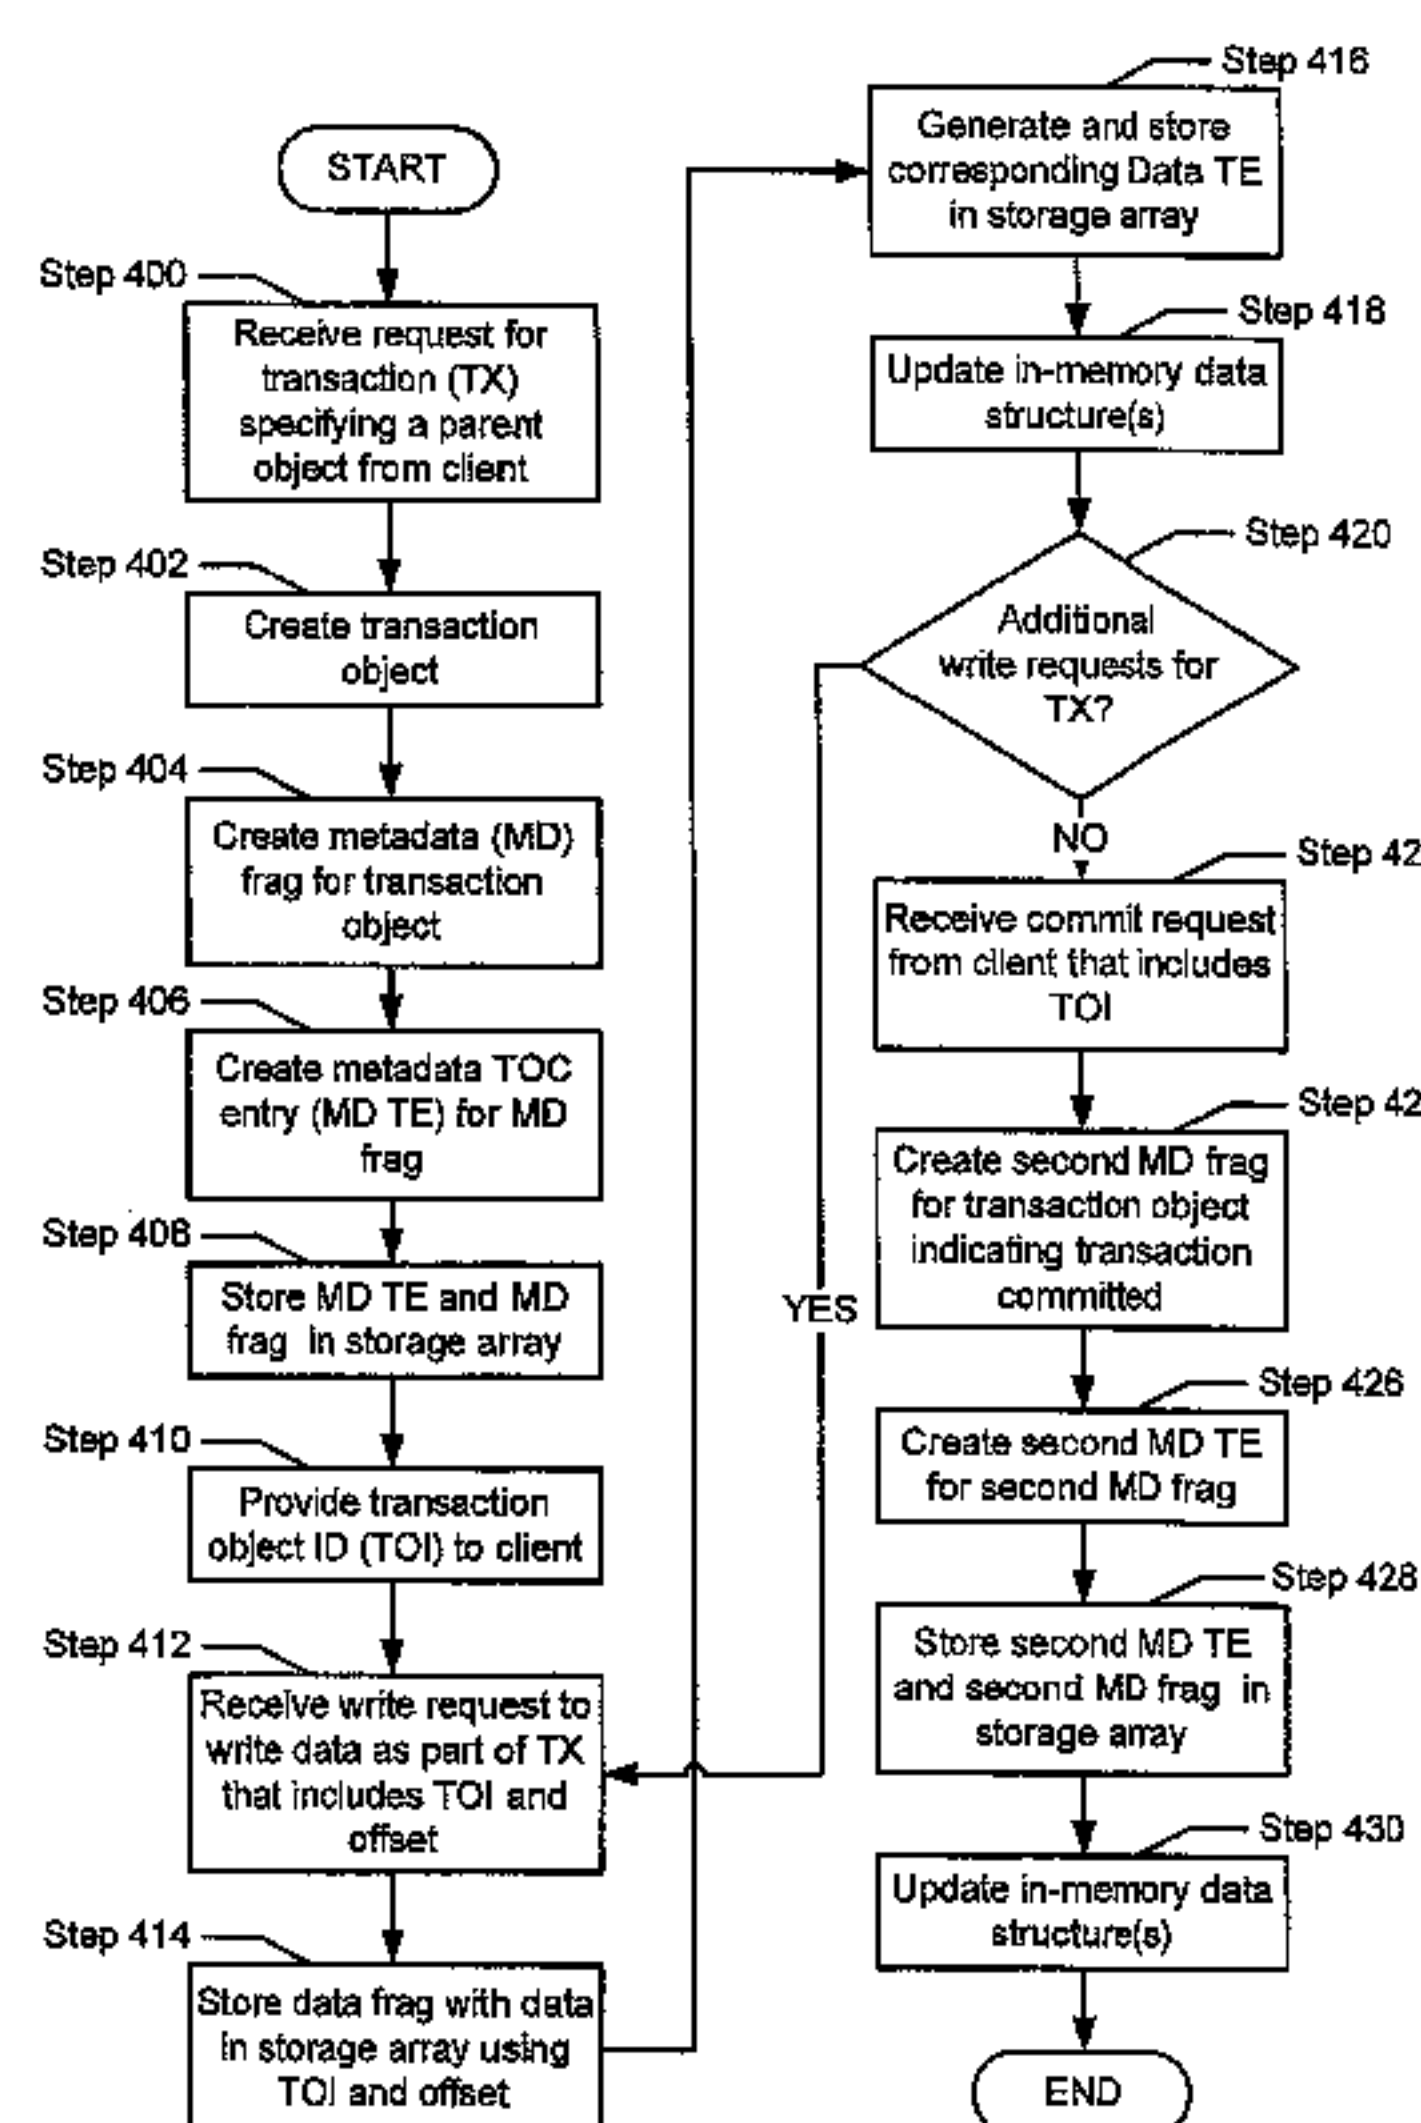 START
Step 400
Receive request for
transaction (TX)
specifying a parent
object from client
Step 402
Create transaction
object
Step 404
Create metadata (MD)
frag for transaction
object
Step 406
Create metadata TOC
entry (MD TE) for MD
frag
Step 408
Store MD TE and MD
frag in storage array
Step 410
Provide transaction
object ID (TOI) to client
Step 412
Receive write request to
write data as part of TX
that includes TOI and
offset
Step 414
Store data frag with data
in storage array using
TOI and offset
Step 416
Generate and store
corresponding Data TE
in storage array
Step 418
Update in-memory data
structure(s)
Step 420
Additional
write requests for
TX?
YES
NO
Step 42
Receive commit request
from client that includes
TOI
Step 42
Create second MD frag
for transaction object
indicating transaction
committed
Step 426
Create second MD TE
for second MD frag
Step 428
Store second MD TE
and second MD frag in
storage array
Step 430
Update in-memory data
structure(s)
END